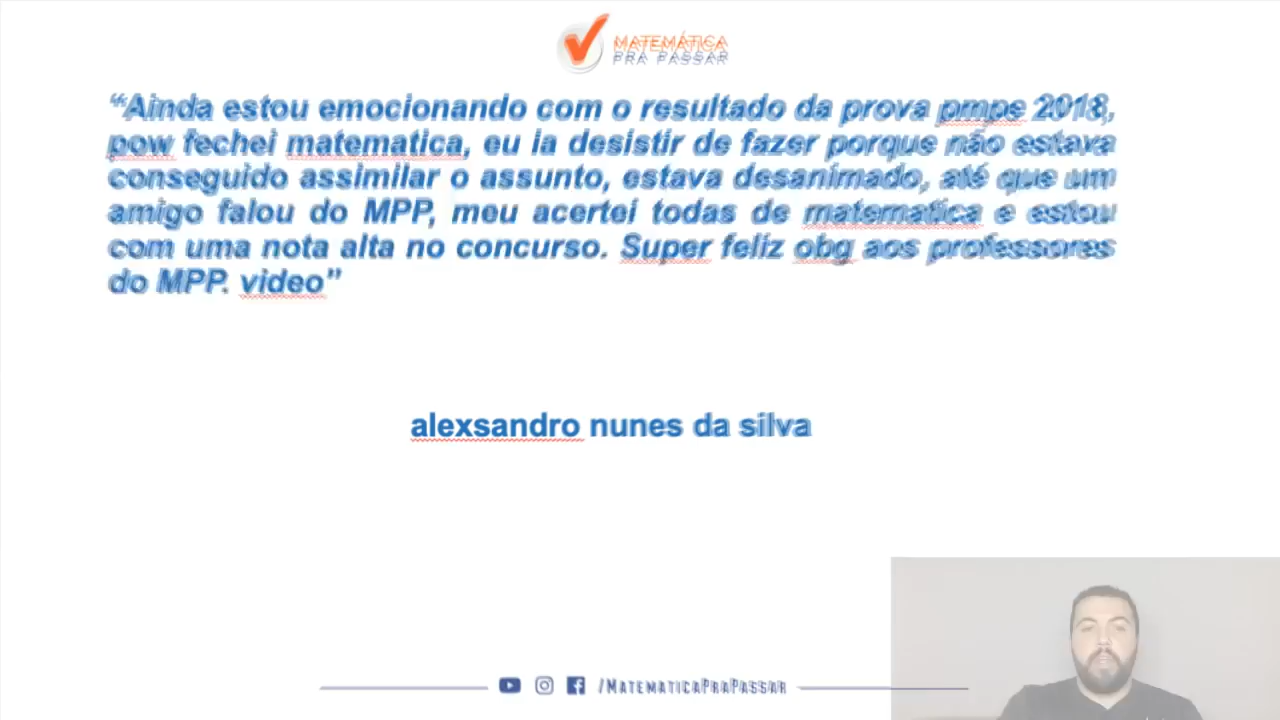 MATEMÁTICA
PRA PASSAR
“Ainda estou emocionando com o resultado da prova pmpe 2018,
pow fechei matematica, eu ia desistir de fazer porque não estava
conseguido assimilar o assunto, estava desanimado, até que um
amigo falou do MPP, meu acertei todas de matematica e estou
com uma nota alta no concurso. Super feliz obg aos professores
do MPP. video”
alexsandro nunes da silva
/MATEMATICAPRAPASSAR